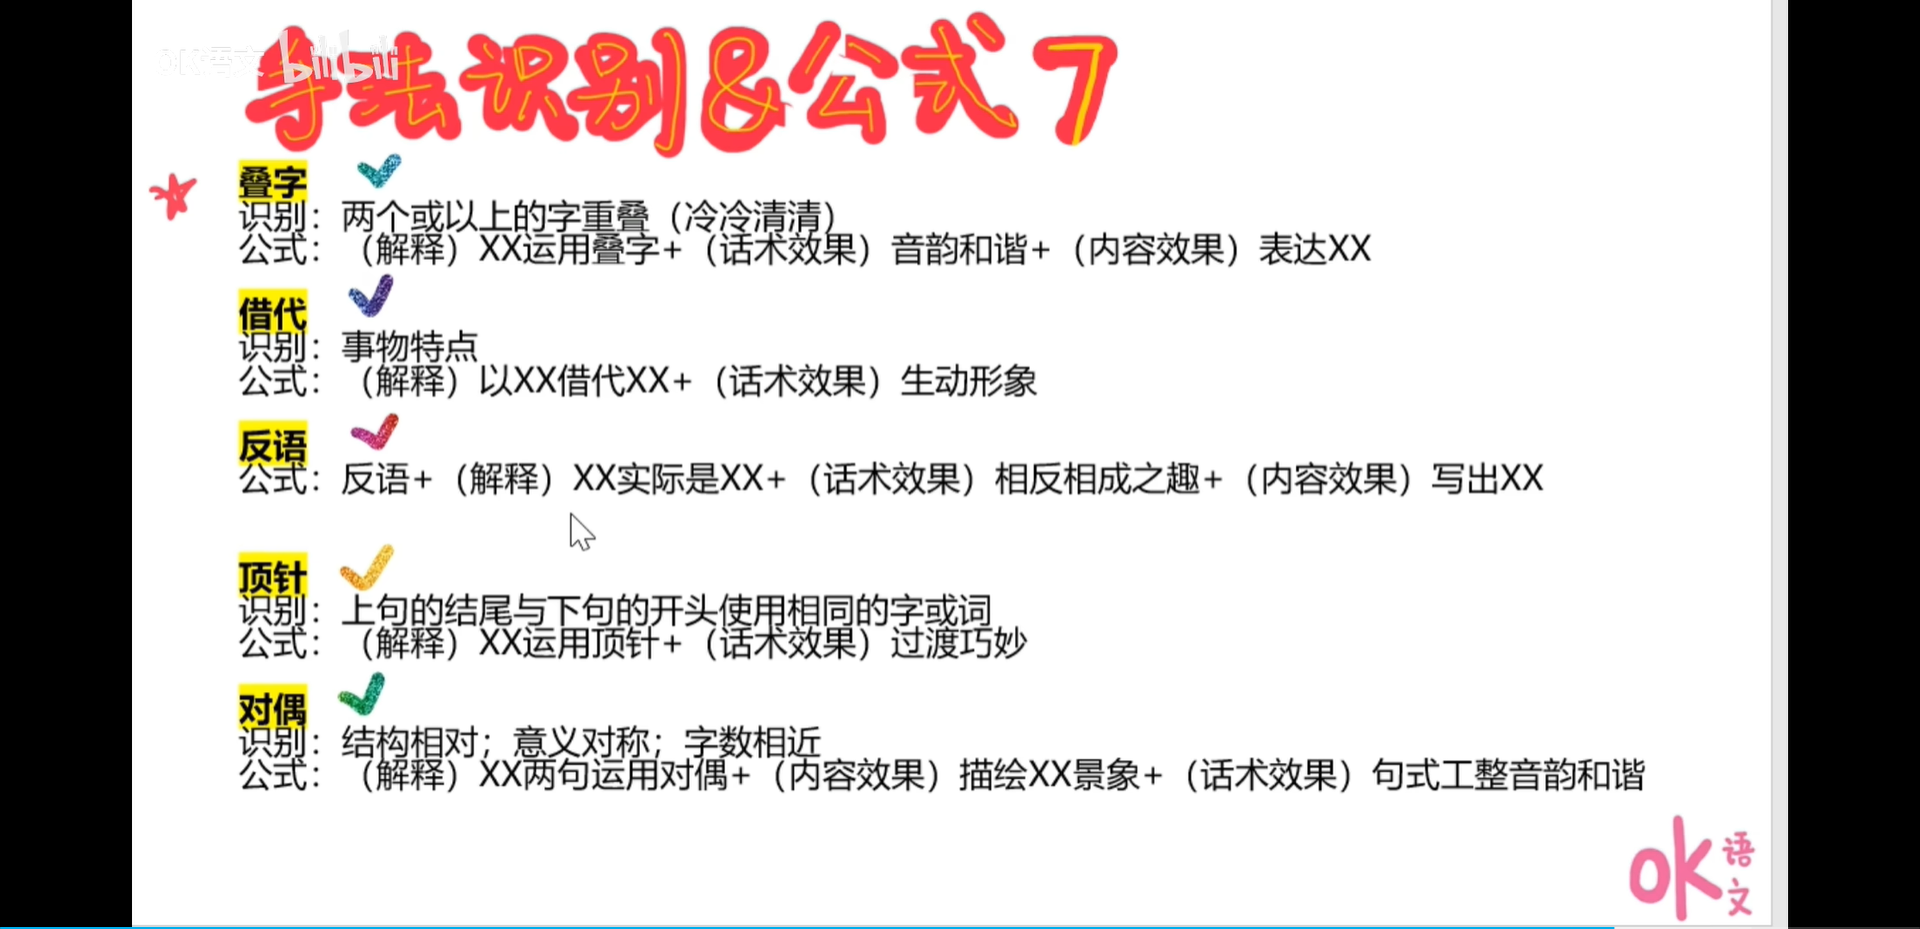 OK语文 bilibili
手法识别&公式7
叠字
识别：两个或以上的字重叠（冷冷清清）
公式：（解释）XX运用叠字+（话术效果）音韵和谐+（内容效果）表达XX
借代
识别：事物特点
公式：（解释）以XX借代XX+（话术效果）生动形象
反语
公式：反语+（解释）XX实际是XX+（话术效果）相反相成之趣+（内容效果）写出XX
顶针
识别：上句的结尾与下句的开头使用相同的字或词
公式：（解释）XX运用顶针+（话术效果）过渡巧妙
对偶
识别：结构相对；意义对称；字数相近
公式：（解释）XX两句运用对偶+（内容效果）描绘XX景象+（话术效果）句式工整音韵和谐
ok语文